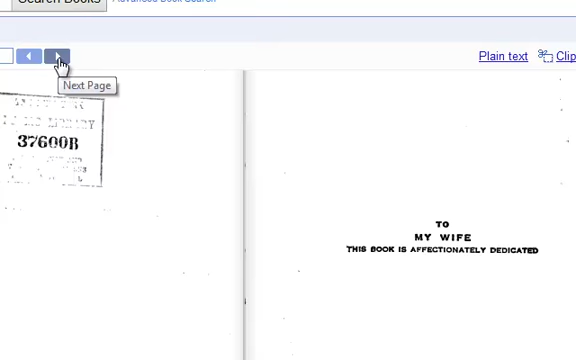 Search Books
Advanced Book Search
Plain text
Clip
Next Page
LIBRARY
37600B
TO
MY WIFE
THIS BOOK IS AFFECTIONATELY DEDICATED